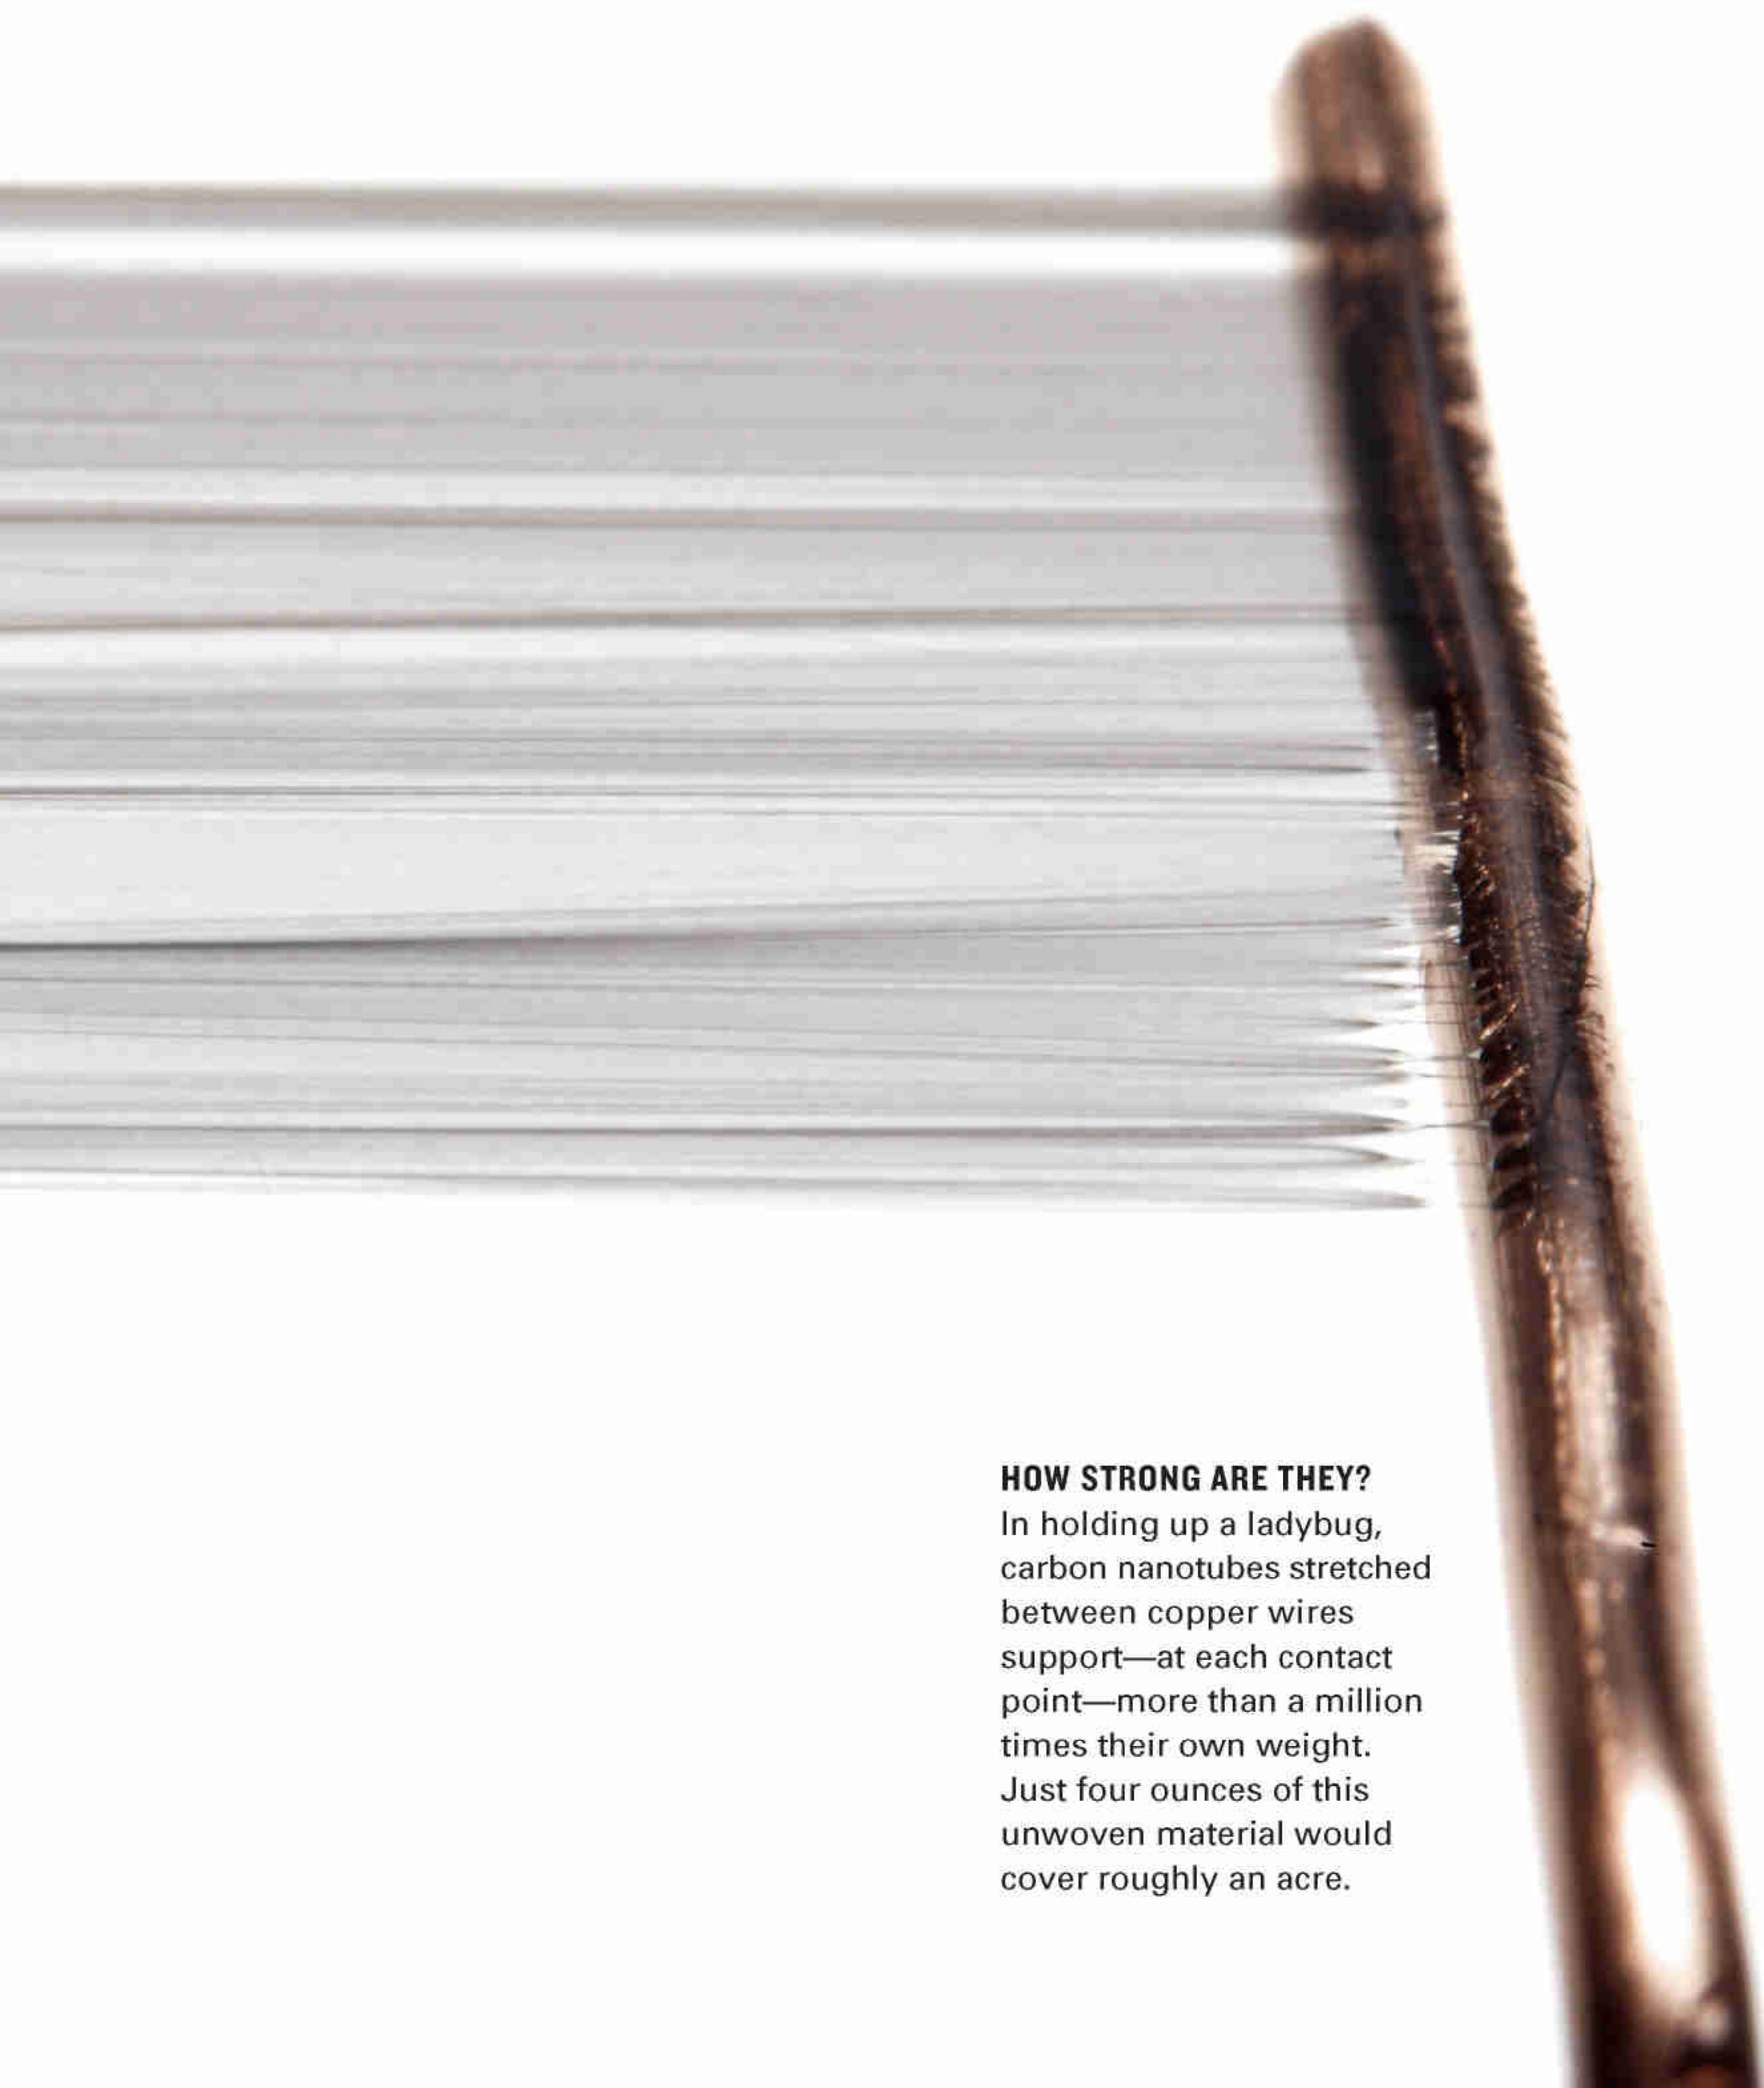 HOW STRONG ARE THEY?
In holding up a ladybug,
carbon nanotubes stretched
between copper wires
support—at each contact
point—more than a million
times their own weight.
Just four ounces of this
unwoven material would
cover roughly an acre.